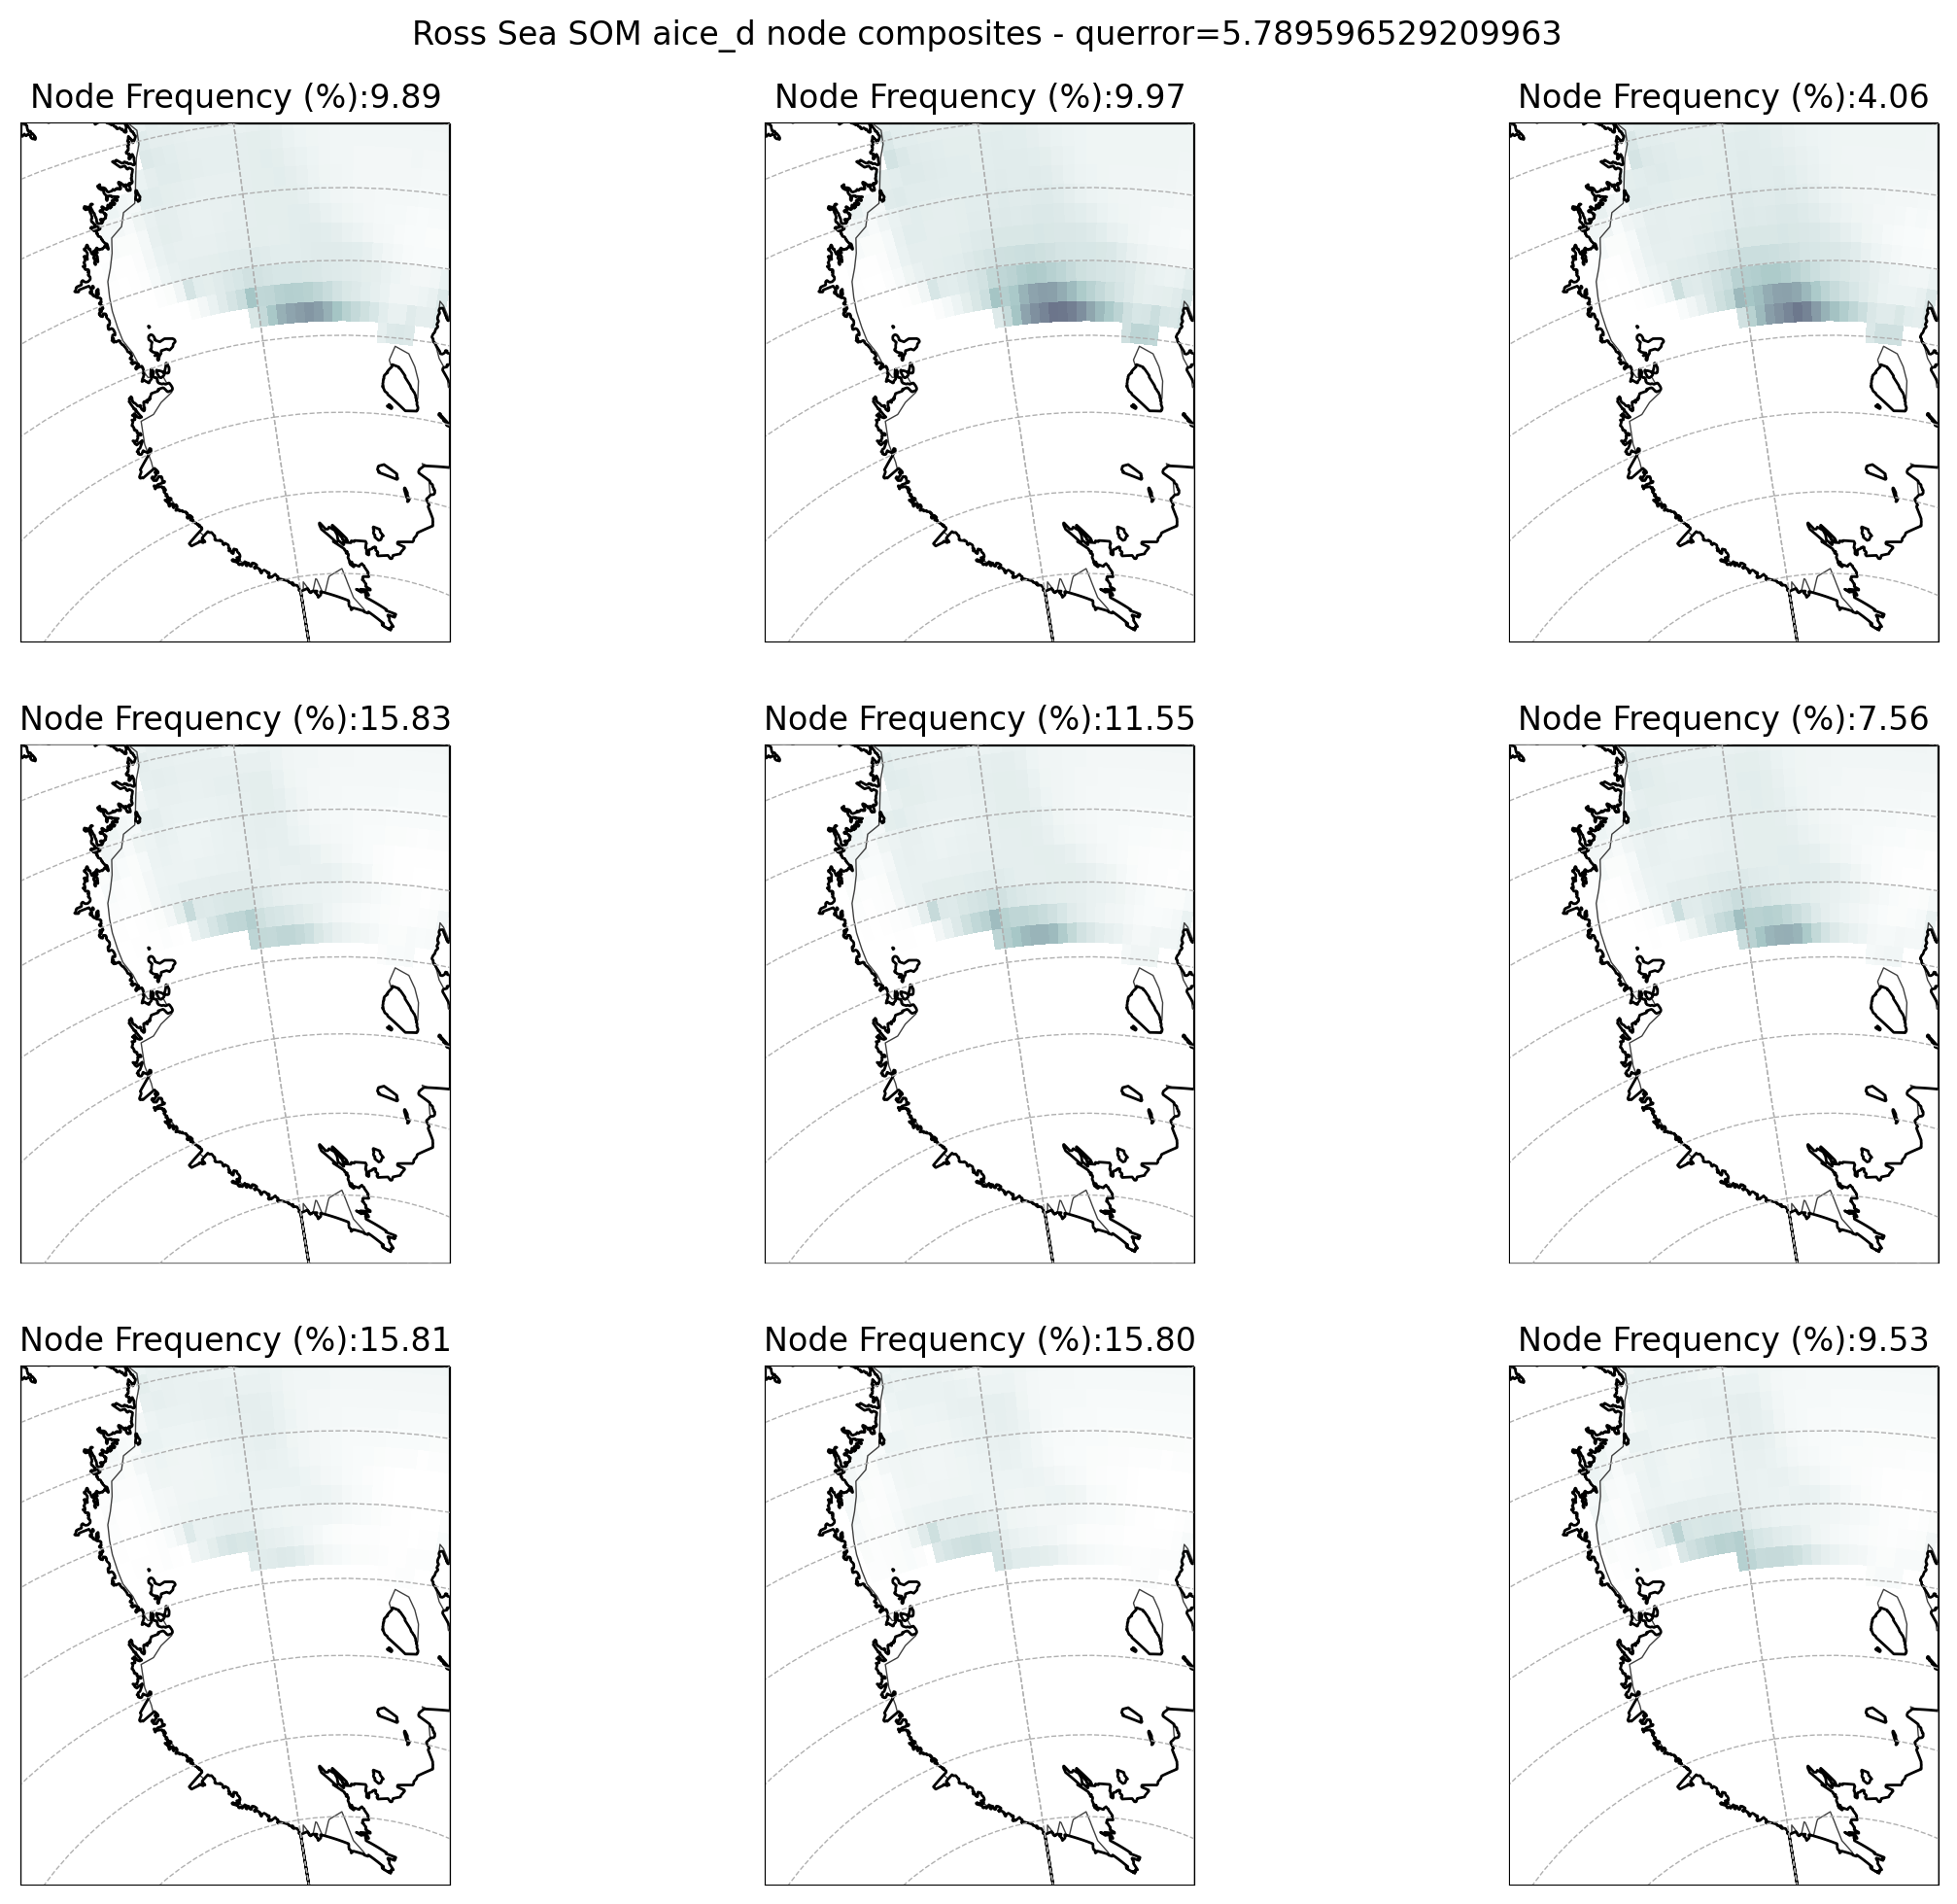 Ross Sea SOM aice_d node composites - querror=5.789596529209963
Node Frequency (%):9.89
Node Frequency (%):9.97
Node Frequency (%):4.06
Node Frequency (%):15.83
Node Frequency (%):11.55
Node Frequency (%):7.56
Node Frequency (%):15.81
Node Frequency (%):15.80
Node Frequency (%):9.53